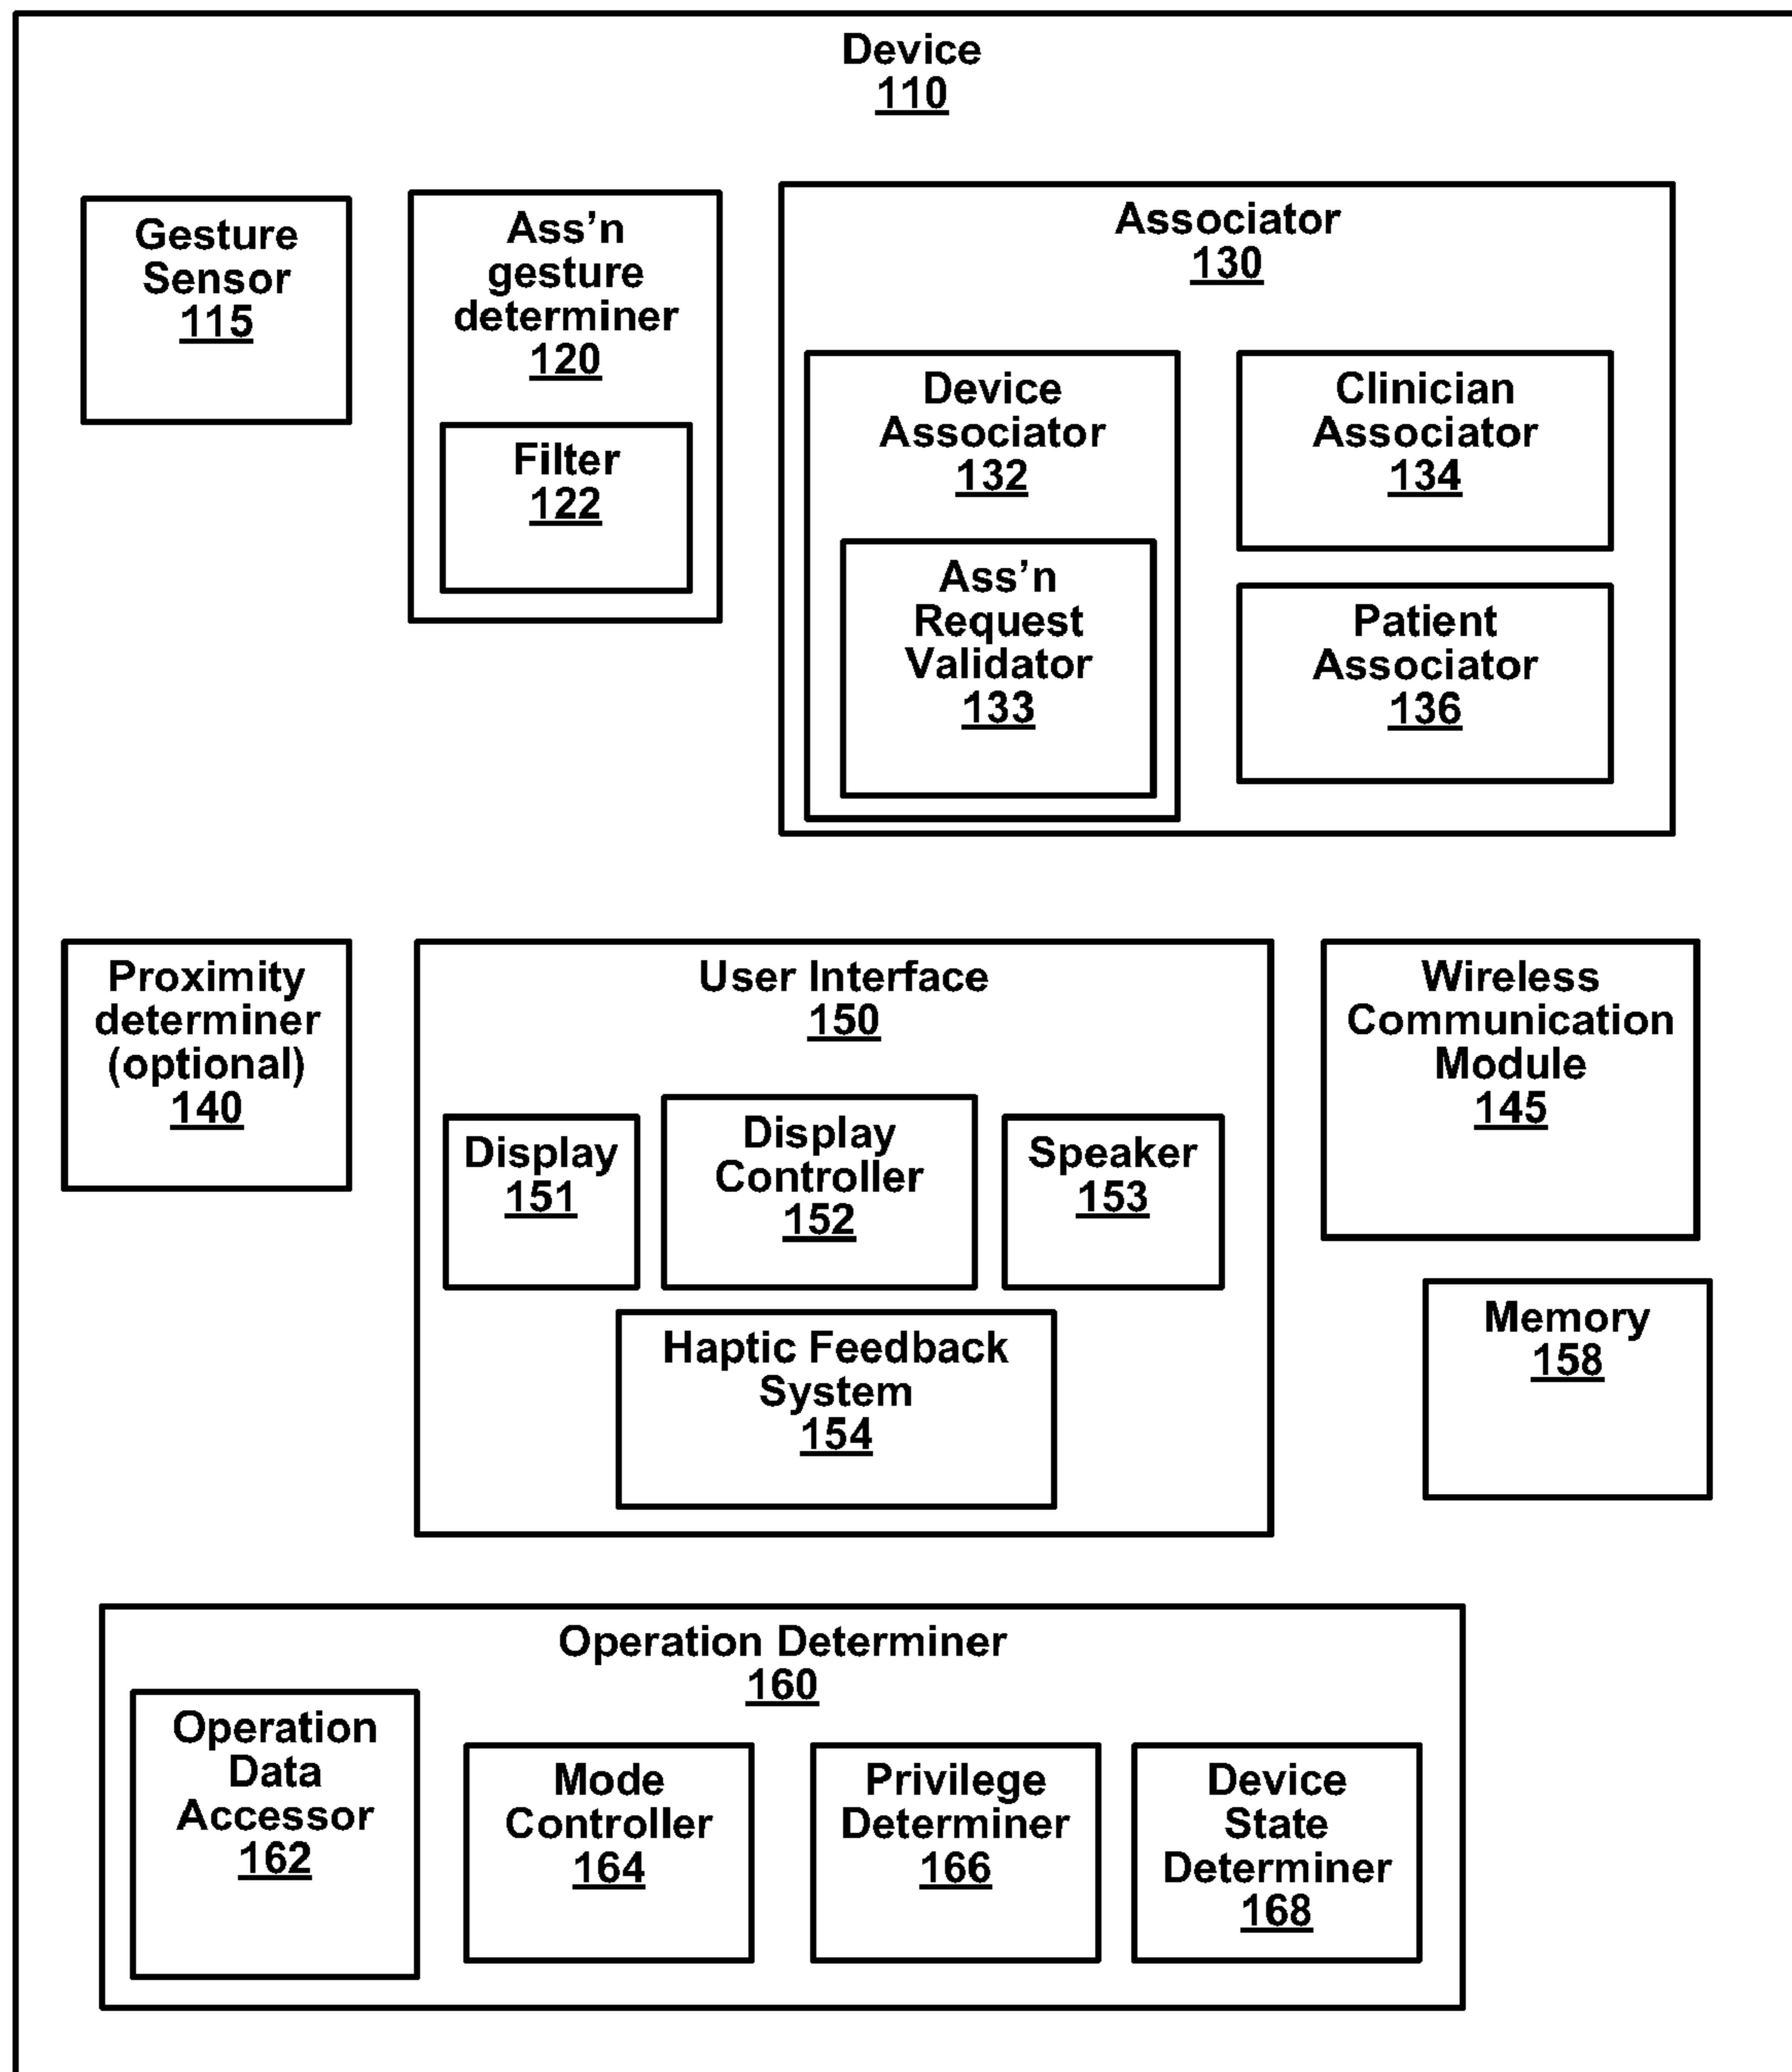 Device
110
Gesture
Sensor
115
Ass’n
gesture
determiner
120
Filter
122
Associator
130
Device
Associator
132
Ass’n
Request
Validator
133
Clinician
Associator
134
Patient
Associator
136
Proximity
determiner
(optional)
140
User Interface
150
Display
151
Display
Controller
152
Speaker
153
Haptic Feedback
System
154
Wireless
Communication
Module
145
Memory
158
Operation Determiner
160
Operation
Data
Accessor
162
Mode
Controller
164
Privilege
Determiner
166
Device
State
Determiner
168